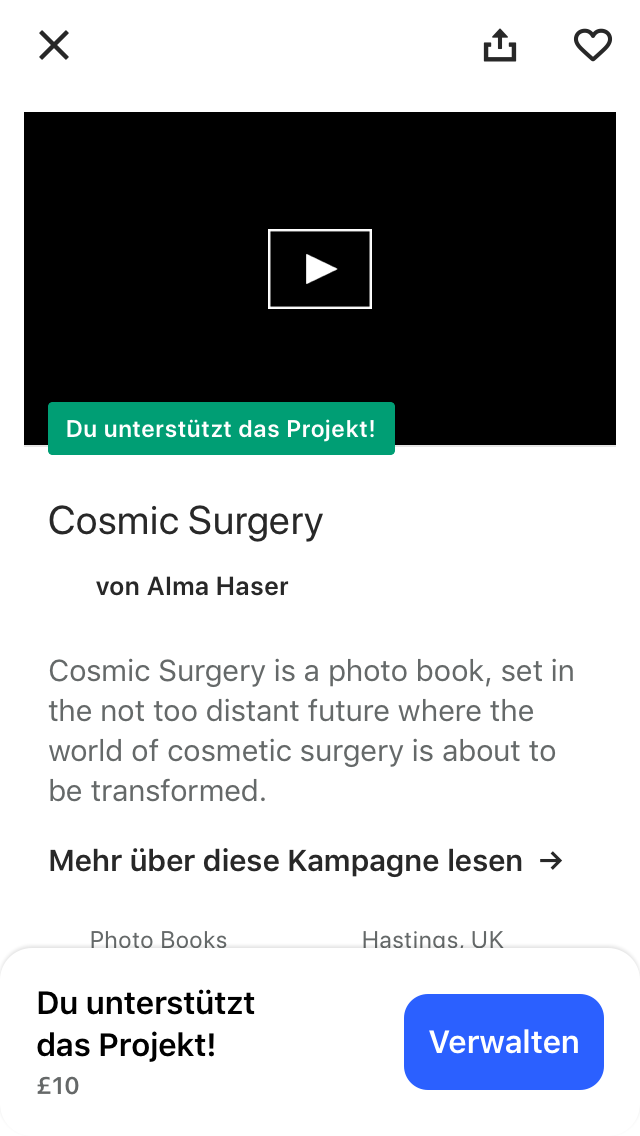 Du unterstützt das Projekt!
Cosmic Surgery
von Alma Haser
Cosmic Surgery is a photo book, set in
the not too distant future where the
world of cosmetic surgery is about to
be transformed.
Mehr über diese Kampagne lesen →
Photo Books
Hastings, UK
Du unterstützt
das Projekt!
£10
Verwalten